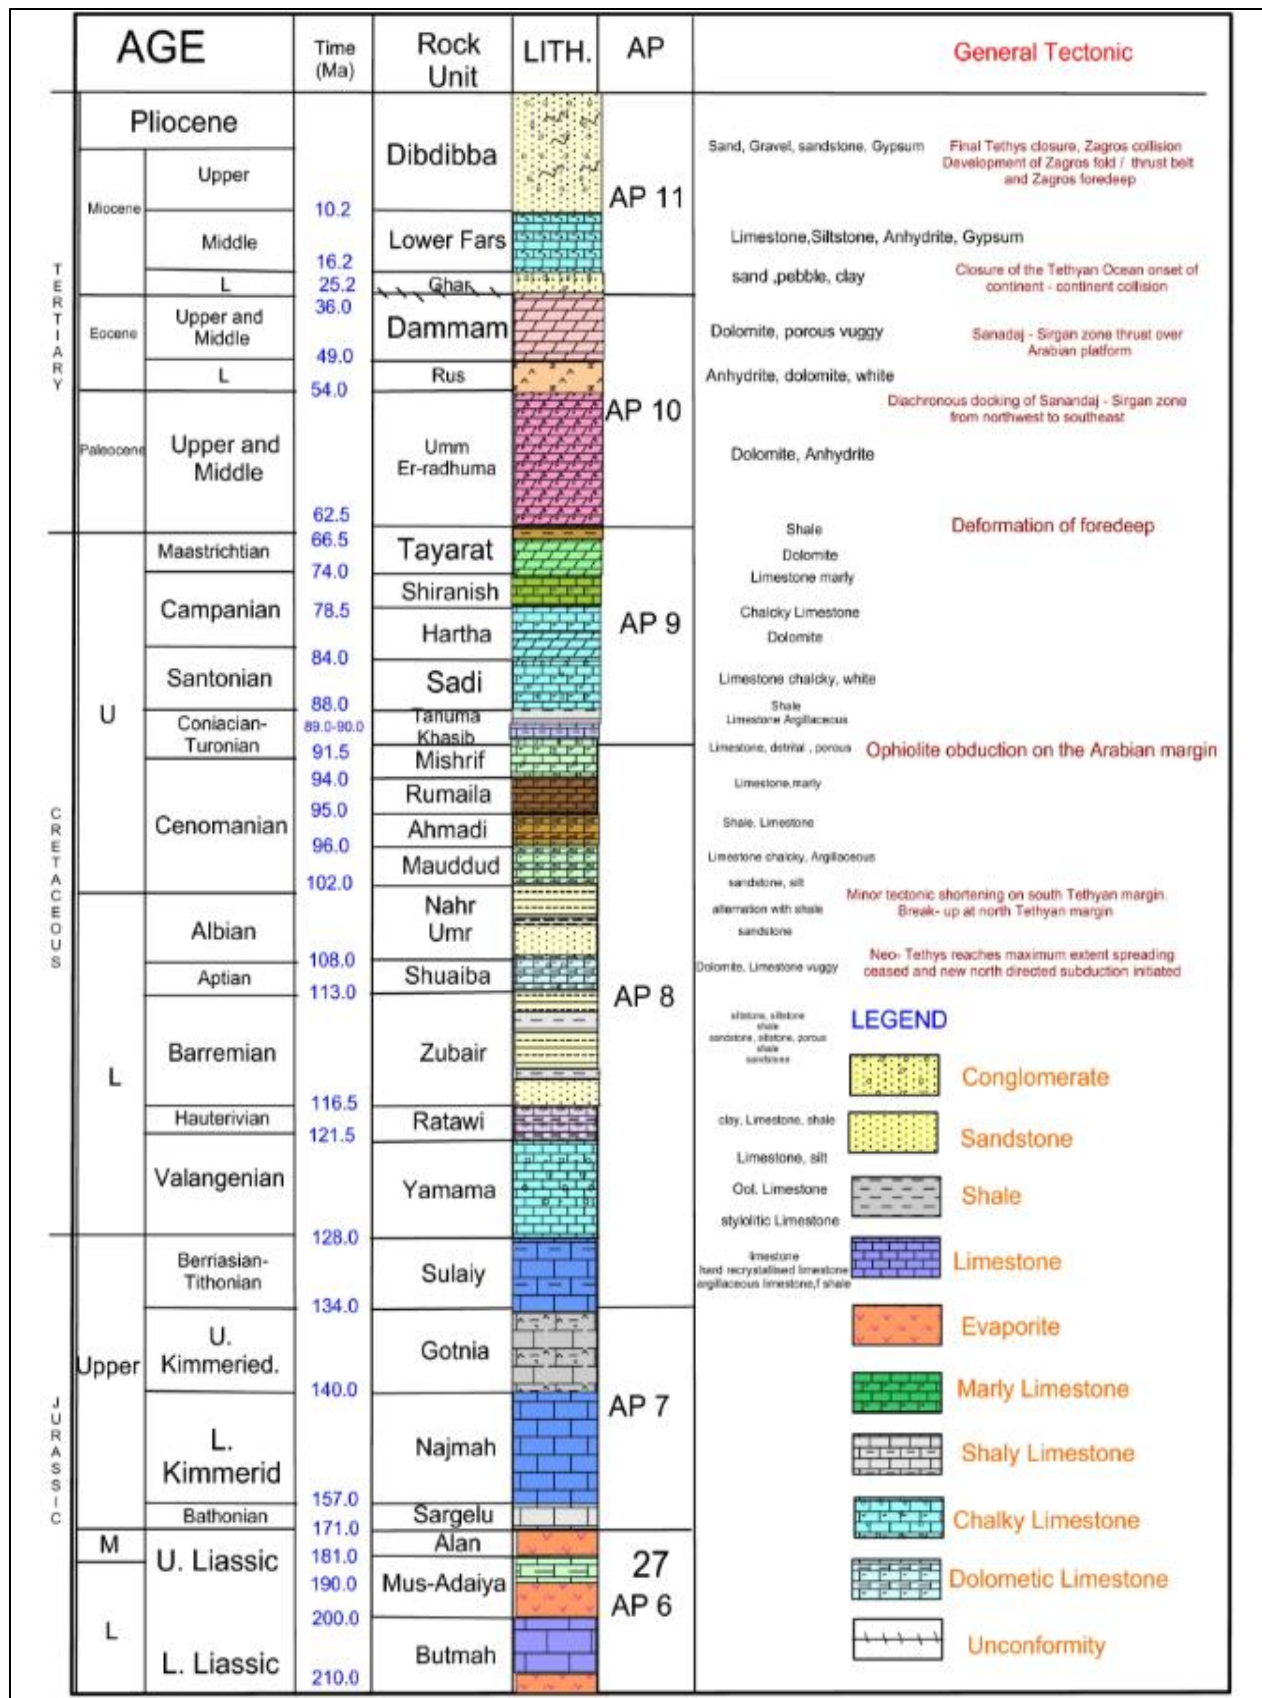 AGE
Time
(Ma)
Rock
Unit
LITH.
AP
General Tectonic
TERTIARY
Pliocene
Miocene
Upper
10.2
Middle
16.2
L
25.2
36.0
Eocene
Upper and
Middle
49.0
L
54.0
Paleocene
Upper and
Middle
62.5
66.5
CRETACEOUS
U
Maastrichtian
74.0
Campanian
78.5
84.0
Santonian
88.0
Coniacian-
Turonian
89.0-90.0
91.5
94.0
95.0
Cenomanian
96.0
102.0
L
Albian
108.0
Aptian
113.0
Barremian
116.5
Hauterivian
121.5
Valangenian
128.0
JURASSIC
Upper
Berriasian-
Tithonian
134.0
U.
Kimmeried.
140.0
L.
Kimmerid
157.0
Bathonian
171.0
M
U. Liassic
181.0
190.0
200.0
L
L. Liassic
210.0
Dibdibba
Lower Fars
Ghar
Dammam
Rus
Umm
Er-radhuma
Tayarat
Shiranish
Hartha
Sadi
Tanuma
Khasib
Mishrif
Rumaila
Ahmadi
Mauddud
Nahr
Umr
Shuaiba
Zubair
Ratawi
Yamama
Sulaiy
Gotnia
Najmah
Sargelu
Alan
Mus-Adaiya
Butmah
AP 11
AP 10
AP 9
AP 8
AP 7
27
AP 6
Sand, Gravel, sandstone, Gypsum
Limestone,Siltstone, Anhydrite, Gypsum
sand ,pebble, clay
Dolomite, porous vuggy
Anhydrite, dolomite, white
Dolomite, Anhydrite
Shale
Dolomite
Limestone marly
Chalcky Limestone
Dolomite
Limestone chalcky, white
Shale
Limestone Argillaceous
Limestone, detrital , porous
Limestone,marly
Shale, Limestone
Limestone chalcky, Argillaceous
sandstone, silt
alternation with shale
sandstone
Dolomite, Limestone vuggy
siltstone, siltstone
shale
sandstone, siltstone, porous
shale
sandstone
clay, Limestone, shale
Limestone, silt
Ool. Limestone
stylolitic Limestone
limestone
hard recrystallised limestone
argillaceous limestone,f shale
Final Tethys closure, Zagros collision
Development of Zagros fold / thrust belt
and Zagros foredeep
Closure of the Tethyan Ocean onset of
continent - continent collision
Sanadaj - Sirgan zone thrust over
Arabian platform
Diachronous docking of Sanandaj - Sirgan zone
from northwest to southeast
Deformation of foredeep
Ophiolite obduction on the Arabian margin
Minor tectonic shortening on south Tethyan margin.
Break- up at north Tethyan margin
Neo- Tethys reaches maximum extent spreading
ceased and new north directed subduction initiated
LEGEND
Conglomerate
Sandstone
Shale
Limestone
Evaporite
Marly Limestone
Shaly Limestone
Chalky Limestone
Dolometic Limestone
Unconformity